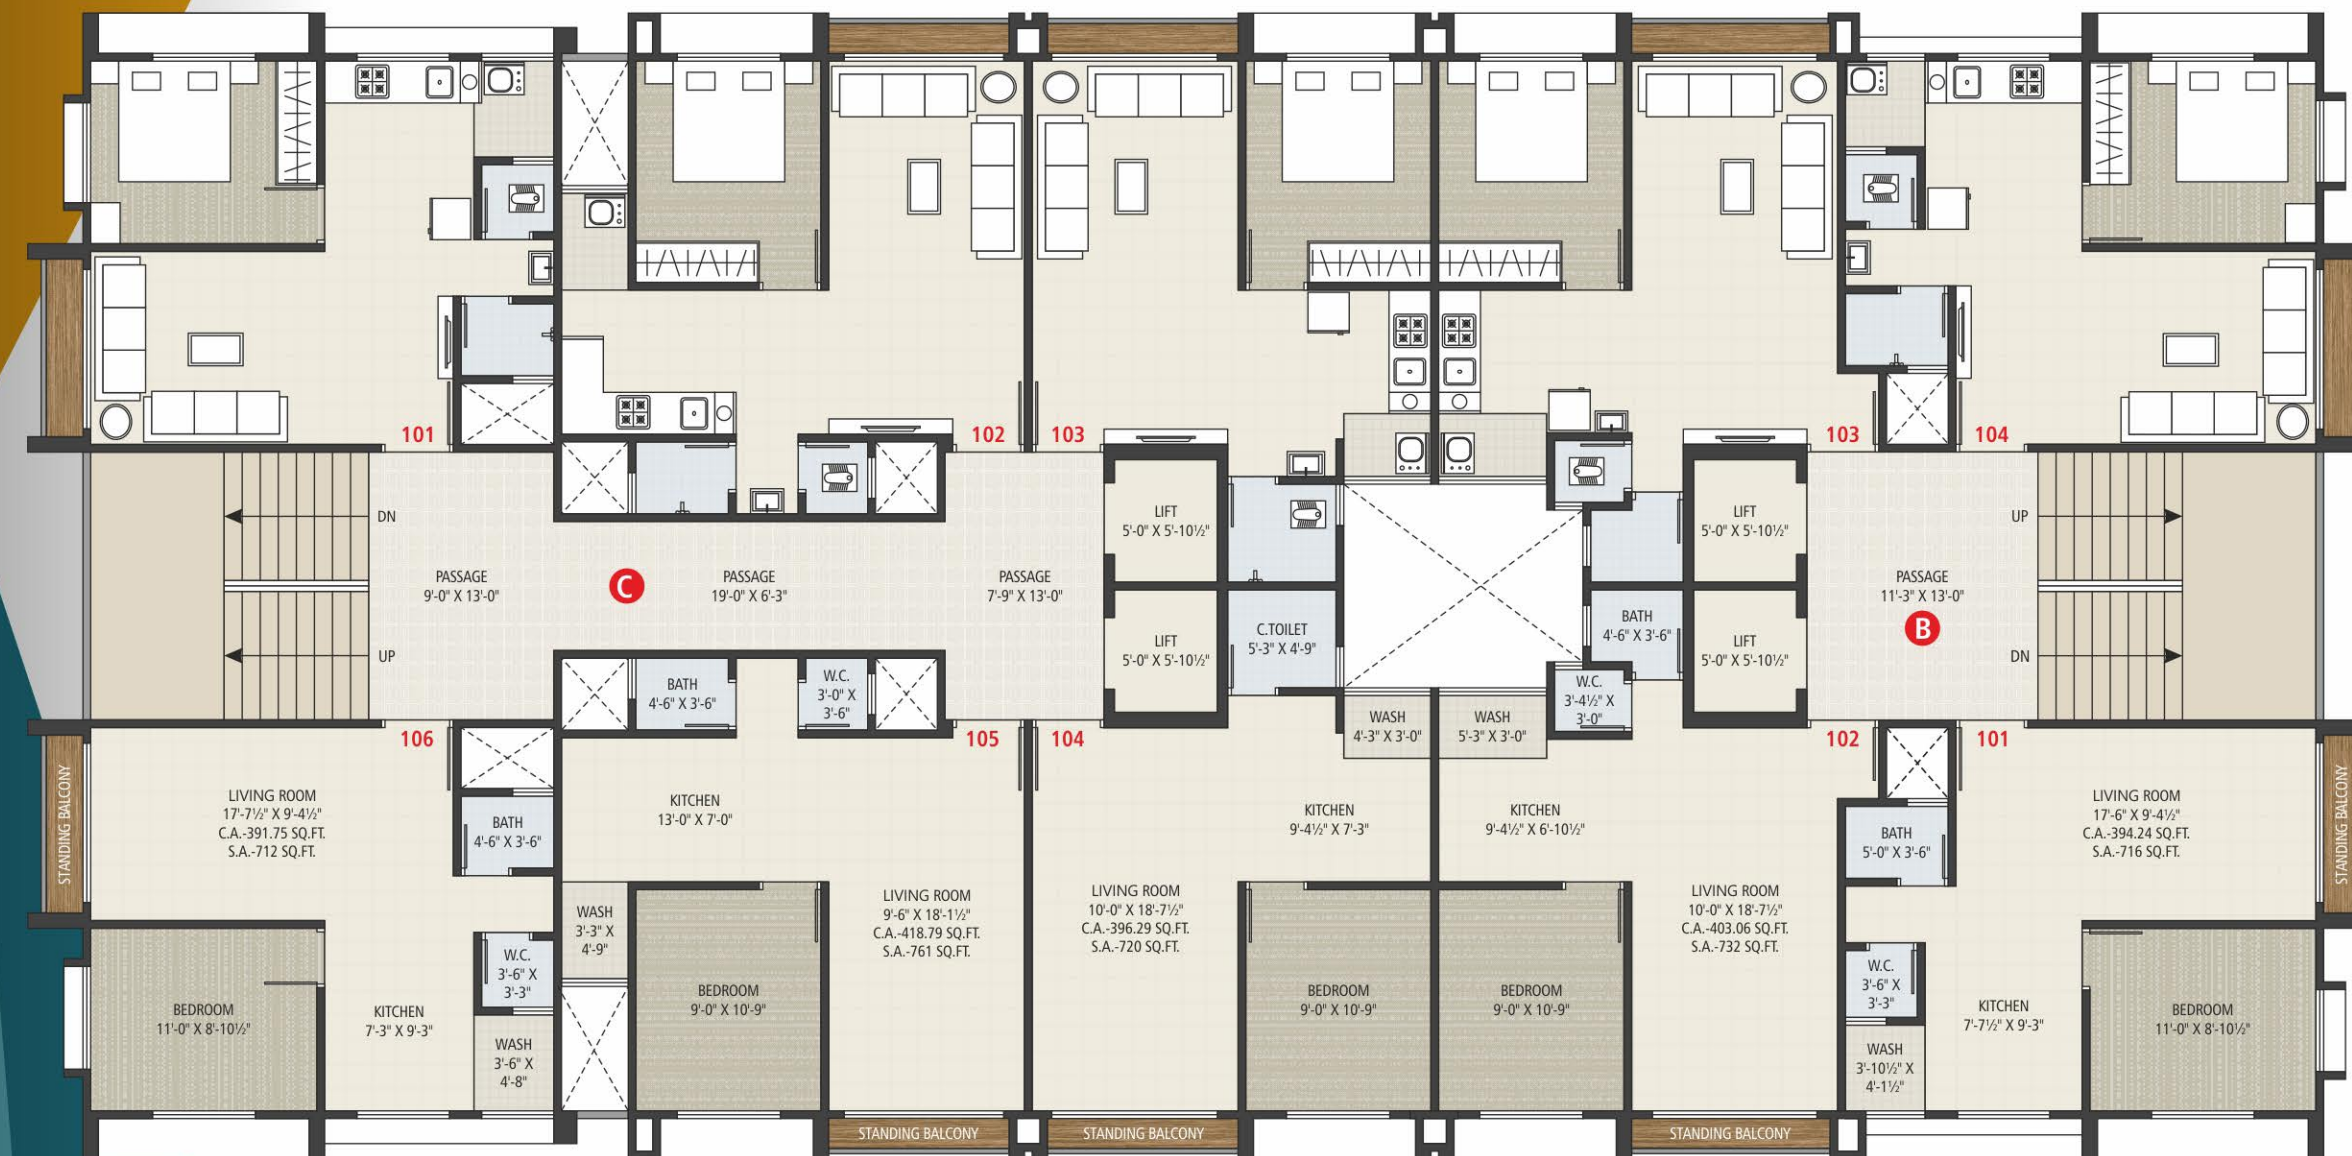 101
102
103
103
104
DN
UP
PASSAGE
9'-0" X 13'-0"
C
PASSAGE
19'-0" X 6'-3"
PASSAGE
7'-9" X 13'-0"
LIFT
5'-0" X 5'-10½"
LIFT
5'-0" X 5'-10½"
C.TOILET
5'-3" X 4'-9"
BATH
4'-6" X 3'-6"
LIFT
5'-0" X 5'-10½"
LIFT
5'-0" X 5'-10½"
PASSAGE
11'-3" X 13'-0"
B
UP
DN
BATH
4'-6" X 3'-6"
W.C.
3'-0" X
3'-6"
W.C.
3'-4½" X
3'-0"
WASH
4'-3" X 3'-0"
WASH
5'-3" X 3'-0"
106
105
104
102
101
STANDING BALCONY
LIVING ROOM
17'-7½" X 9'-4½"
C.A.-391.75 SQ.FT.
S.A.-712 SQ.FT.
BATH
4'-6" X 3'-6"
KITCHEN
13'-0" X 7'-0"
KITCHEN
9'-4½" X 7'-3"
KITCHEN
9'-4½" X 6'-10½"
BATH
5'-0" X 3'-6"
LIVING ROOM
17'-6" X 9'-4½"
C.A.-394.24 SQ.FT.
S.A.-716 SQ.FT.
STANDING BALCONY
WASH
3'-3" X
4'-9"
LIVING ROOM
9'-6" X 18'-1½"
C.A.-418.79 SQ.FT.
S.A.-761 SQ.FT.
LIVING ROOM
10'-0" X 18'-7½"
C.A.-396.29 SQ.FT.
S.A.-720 SQ.FT.
LIVING ROOM
10'-0" X 18'-7½"
C.A.-403.06 SQ.FT.
S.A.-732 SQ.FT.
BEDROOM
11'-0" X 8'-10½"
KITCHEN
7'-3" X 9'-3"
W.C.
3'-6" X
3'-3"
WASH
3'-6" X
4'-8"
BEDROOM
9'-0" X 10'-9"
BEDROOM
9'-0" X 10'-9"
BEDROOM
9'-0" X 10'-9"
W.C.
3'-6" X
3'-3"
WASH
3'-10½" X
4'-1½"
KITCHEN
7'-7½" X 9'-3"
BEDROOM
11'-0" X 8'-10½"
STANDING BALCONY
STANDING BALCONY
STANDING BALCONY